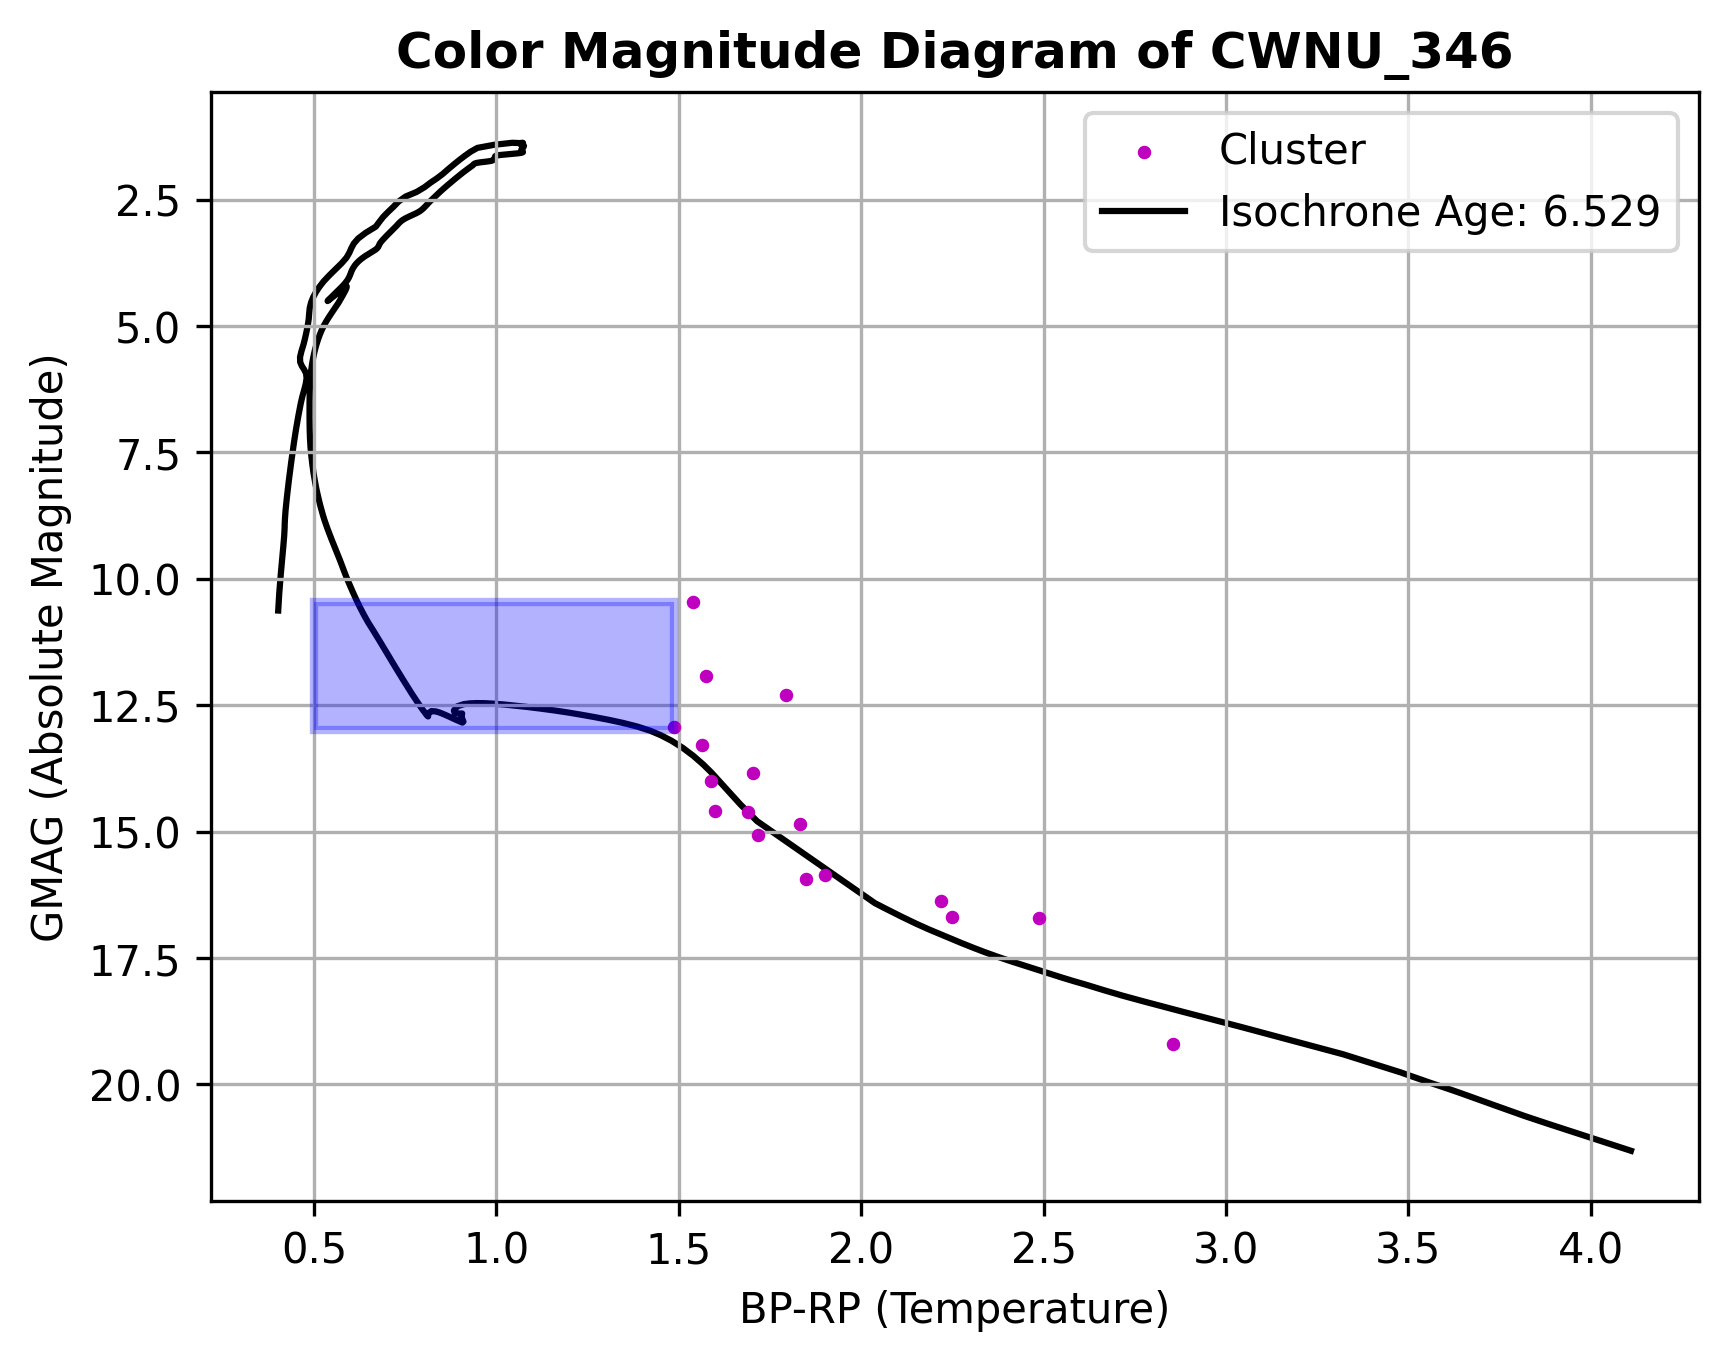 Color Magnitude Diagram of CWNU_346
Cluster
Isochrone Age: 6.529
GMAG (Absolute Magnitude)
2.5
5.0
7.5
10.0
12.5
15.0
17.5
20.0
0.5 1.0 1.5 2.0 2.5 3.0 3.5 4.0
BP-RP (Temperature)